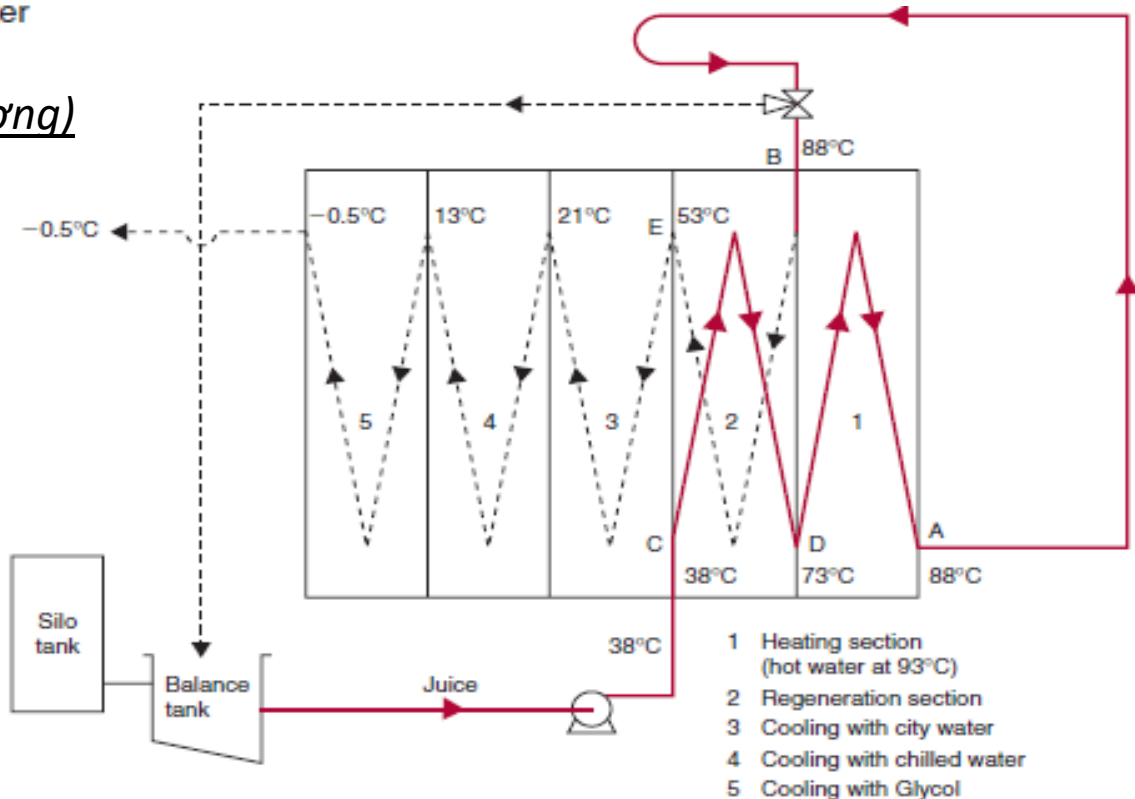 er
ơng)
B
88°C
−0.5°C
−0.5°C
13°C
21°C
E
53°C
5
4
3
2
1
C
D
A
38°C
73°C
88°C
Silo
tank
38°C
Balance
tank
Juice
1 Heating section
(hot water at 93°C)
2 Regeneration section
3 Cooling with city water
4 Cooling with chilled water
5 Cooling with Glycol